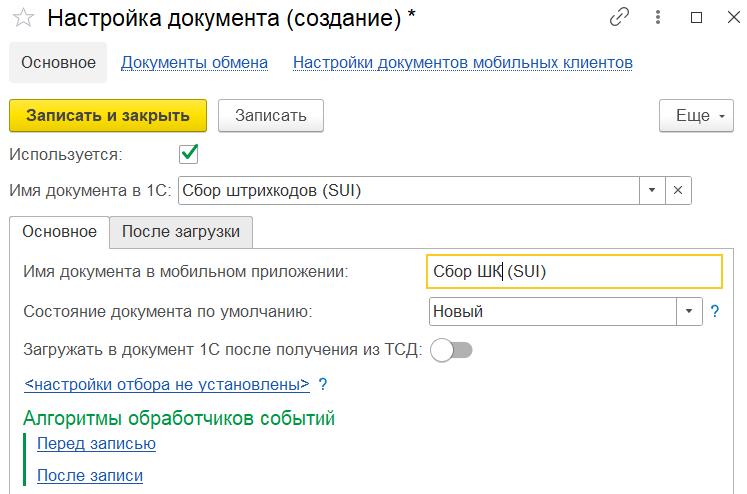 Настройка документа (создание) *
Основное Документы обмена Настройки документов мобильных клиентов
Записать и закрыть Записать Еще
Используется:
Имя документа в 1С: Сбор штрихкодов (SUI)
Основное После загрузки
Имя документа в мобильном приложении: Сбор ШК (SUI)
Состояние документа по умолчанию: Новый ?
Загружать в документ 1С после получения из ТСД:
<настройки отбора не установлены> ?
Алгоритмы обработчиков событий
Перед записью
После записи